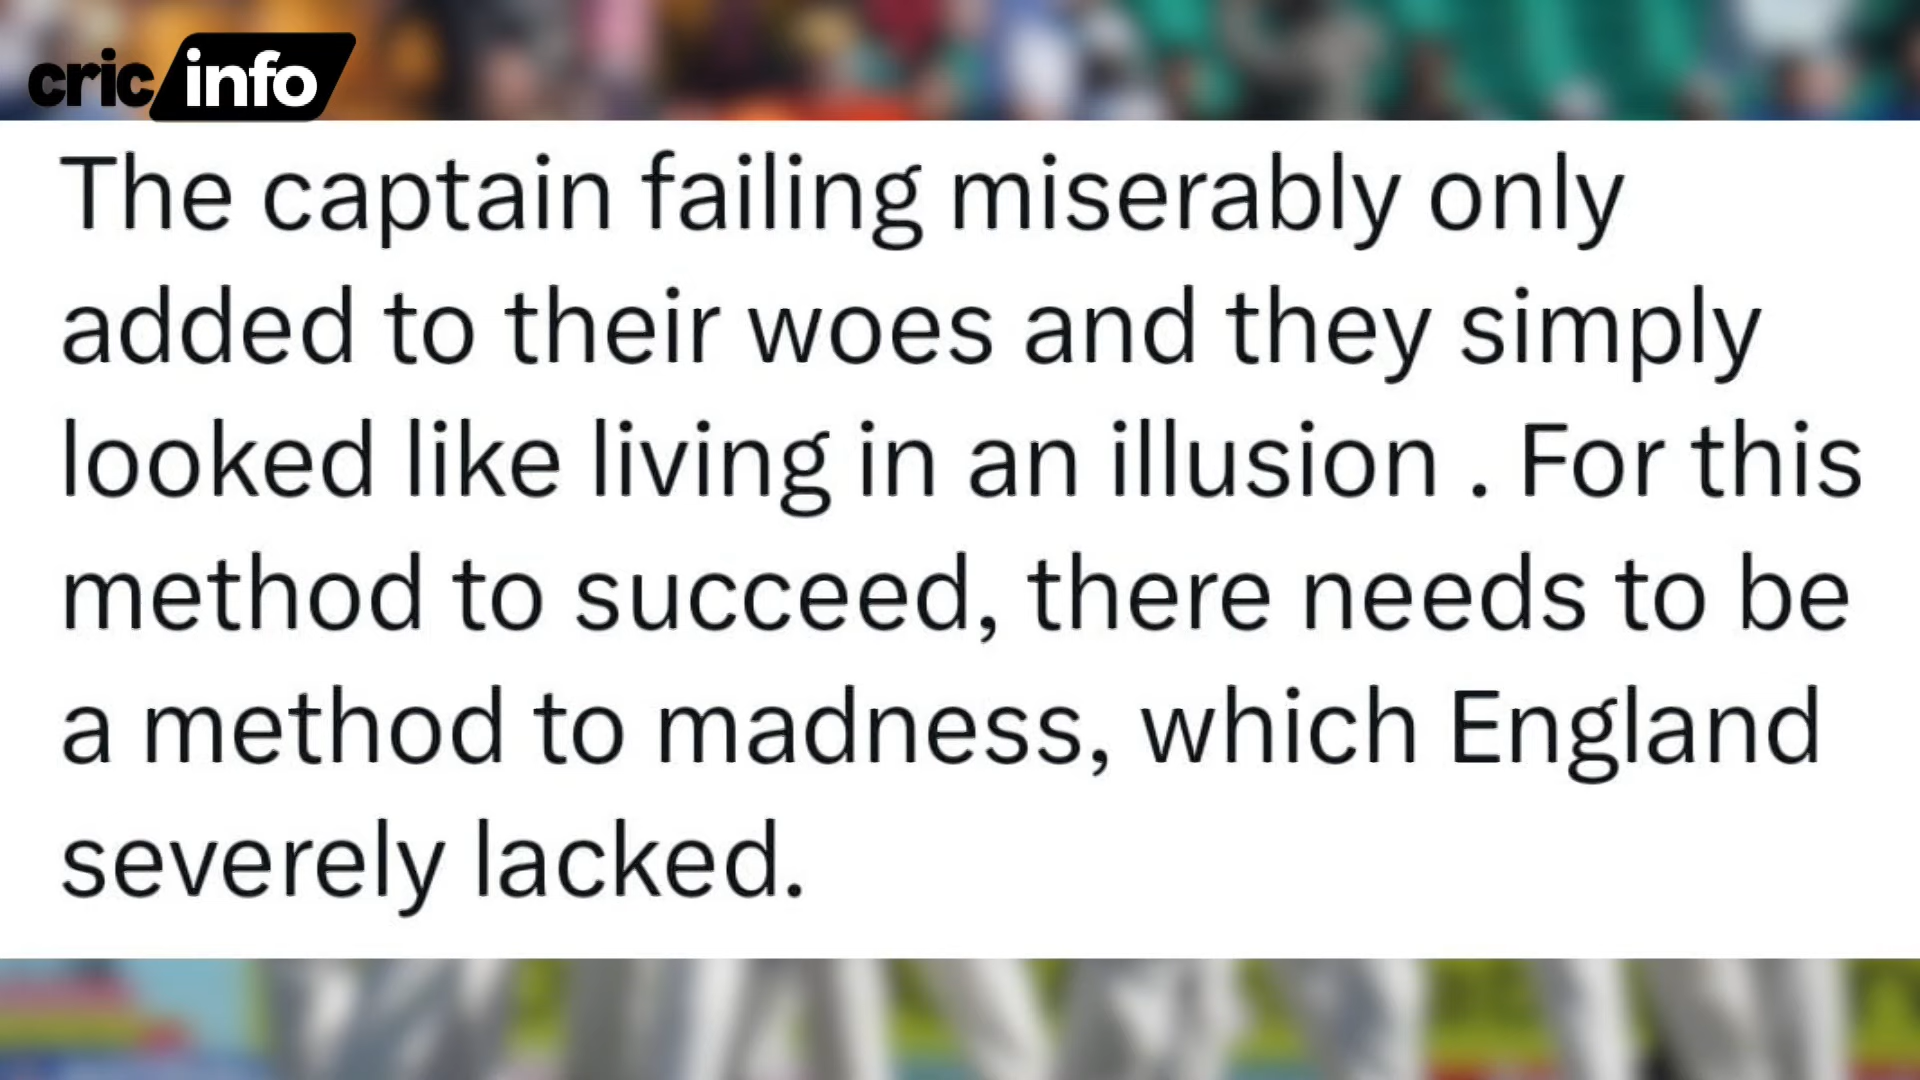 cric info
The captain failing miserably only
added to their woes and they simply
looked like living in an illusion . For this
method to succeed, there needs to be
a method to madness, which England
severely lacked.